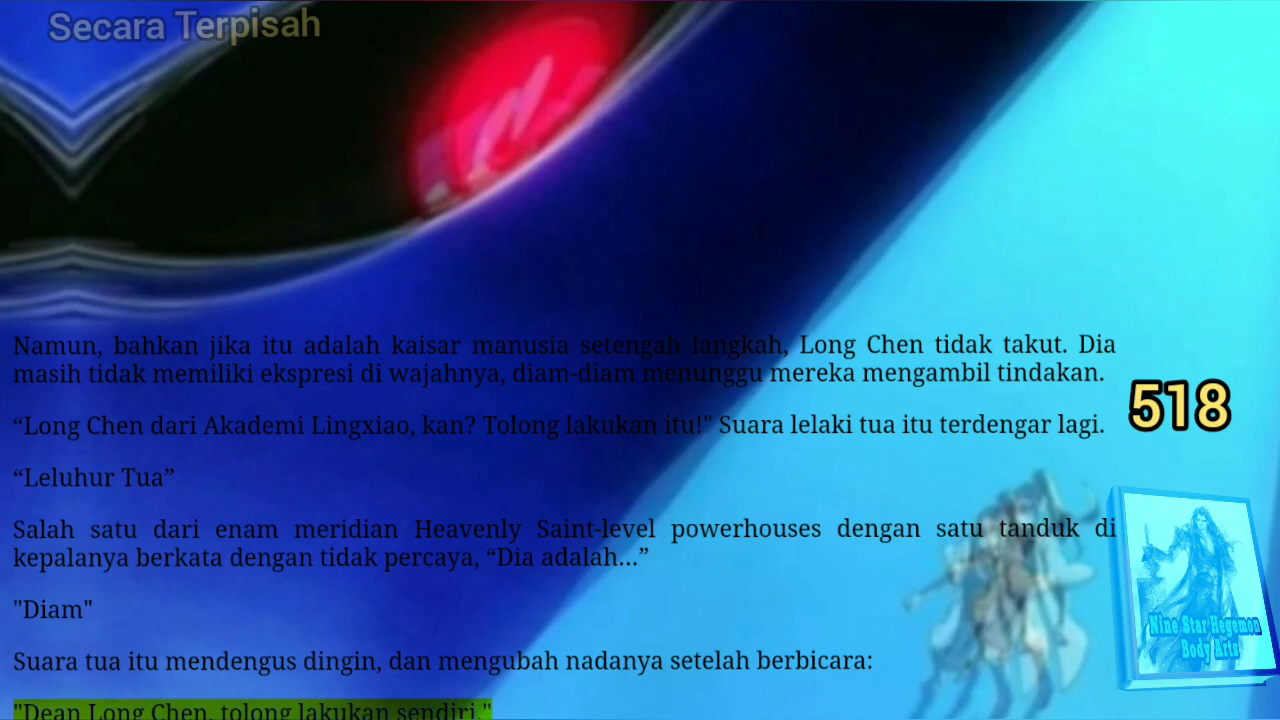 Secara Terpisah
Namun, bahkan jika itu adalah kaisar manusia setengah langkah, Long Chen tidak takut. Dia
masih tidak memiliki ekspresi di wajahnya, diam-diam menunggu mereka mengambil tindakan.
518
“Long Chen dari Akademi Lingxiao, kan? Tolong lakukan itu!" Suara lelaki tua itu terdengar lagi.
“Leluhur Tua”
Salah satu dari enam meridian Heavenly Saint-level powerhouses dengan satu tanduk di
kepalanya berkata dengan tidak percaya, “Dia adalah...”
"Diam"
Nine Star Hegemon
Body Arts
Suara tua itu mendengus dingin, dan mengubah nadanya setelah berbicara:
"Dean Long Chen, tolong lakukan sendiri."